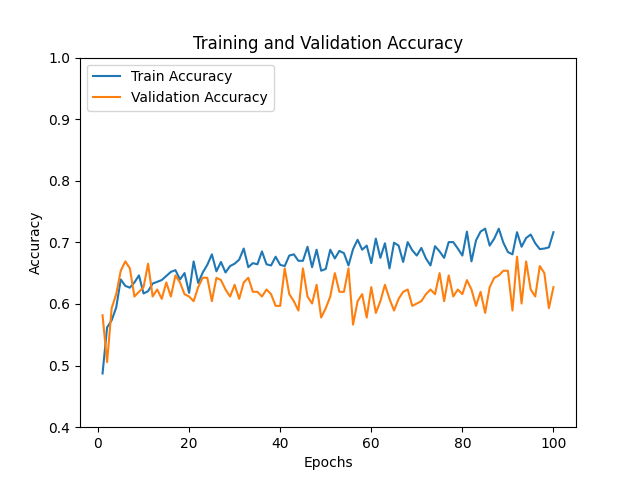 Training and Validation Accuracy
Train Accuracy
Validation Accuracy
1.0
0.9
0.8
0.7
0.6
0.5
0.4
Accuracy
0 20 40 60 80 100
Epochs